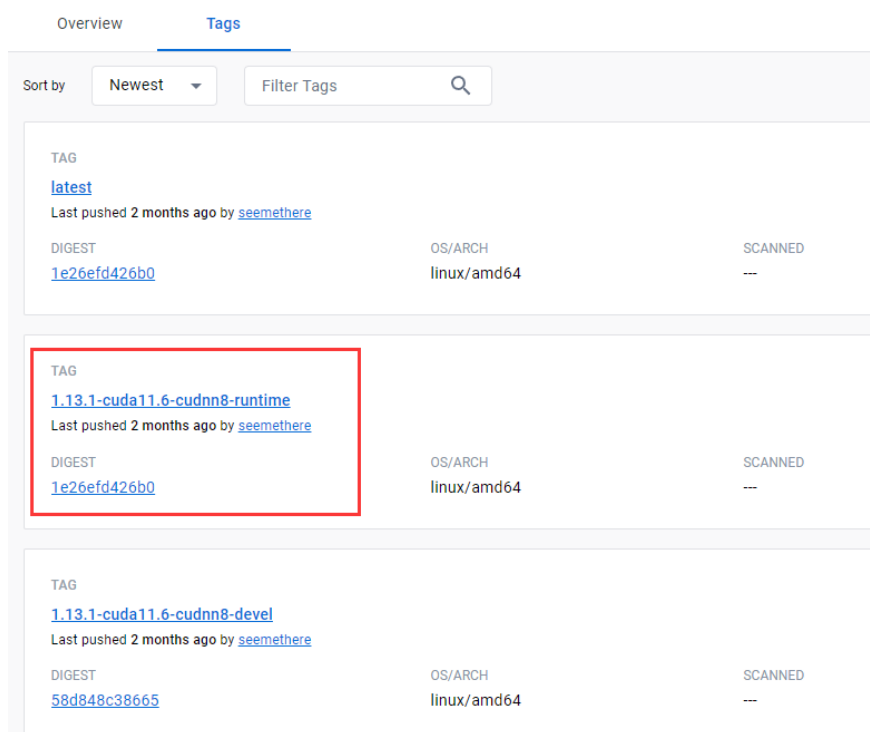 Overview Tags
Sort by Newest Filter Tags
TAG
latest
Last pushed 2 months ago by seemethere
DIGEST OS/ARCH SCANNED
1e26efd426b0 linux/amd64 ---
TAG
1.13.1-cuda11.6-cudnn8-runtime
Last pushed 2 months ago by seemethere
DIGEST OS/ARCH SCANNED
1e26efd426b0 linux/amd64 ---
TAG
1.13.1-cuda11.6-cudnn8-devel
Last pushed 2 months ago by seemethere
DIGEST OS/ARCH SCANNED
58d848c38665 linux/amd64 ---